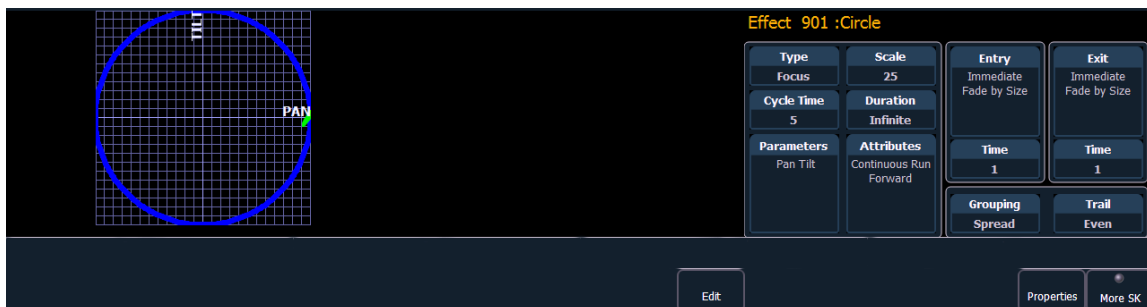 TILT
PAN
Effect 901 :Circle
Type
Focus
Scale
25
Cycle Time
5
Duration
Infinite
Parameters
Pan Tilt
Attributes
Continuous Run
Forward
Entry
Immediate
Fade by Size
Time
1
Exit
Immediate
Fade by Size
Time
1
Grouping
Spread
Trail
Even
Edit
Properties
More SK